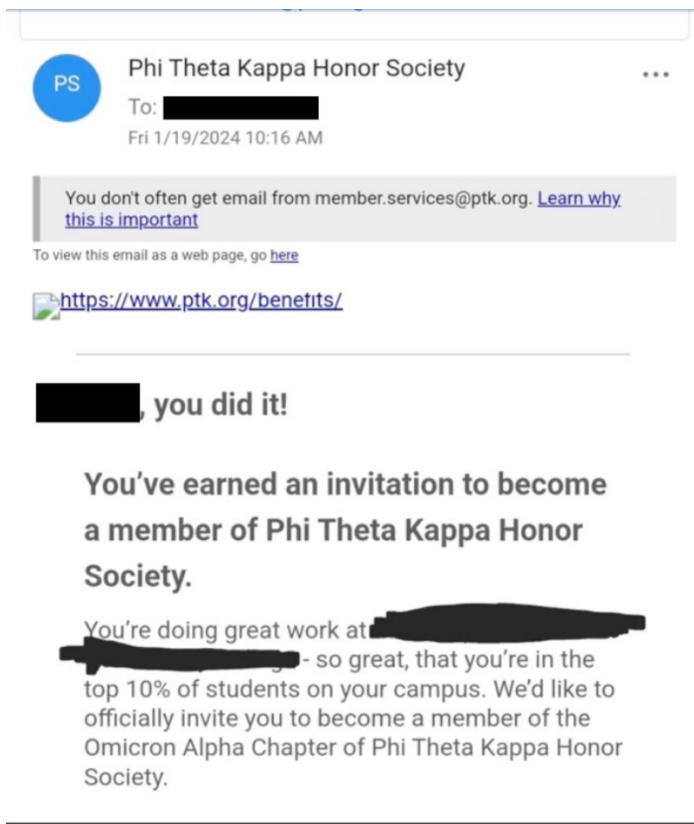 PS
Phi Theta Kappa Honor Society
...
To:
Fri 1/19/2024 10:16 AM
You don't often get email from member.services@ptk.org. Learn why
this is important
To view this email as a web page, go here
https://www.ptk.org/benefits/
, you did it!
You've earned an invitation to become
a member of Phi Theta Kappa Honor
Society.
You're doing great work at
- so great, that you're in the
top 10% of students on your campus. We'd like to
officially invite you to become a member of the
Omicron Alpha Chapter of Phi Theta Kappa Honor
Society.